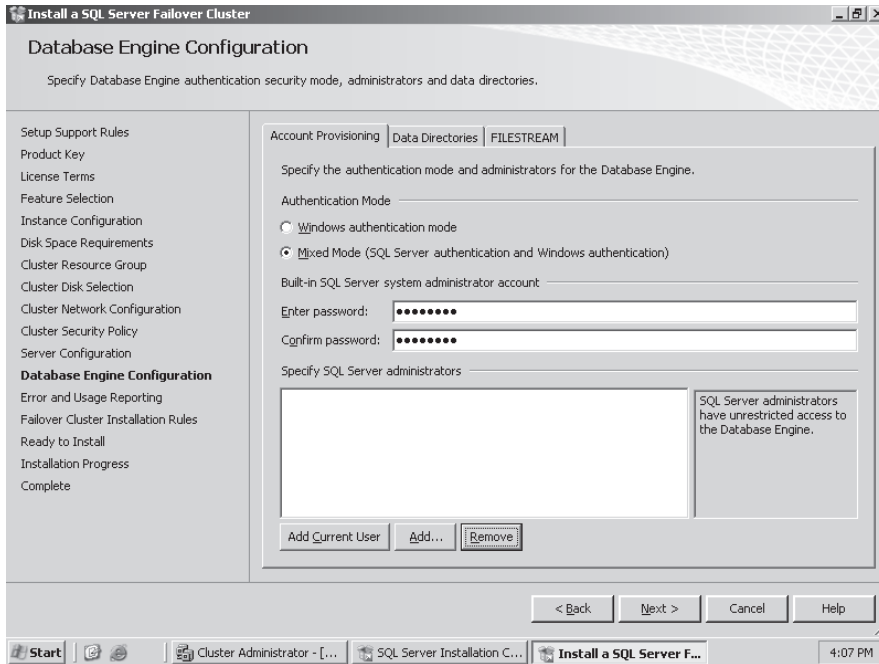 Install a SQL Server Failover Cluster
Database Engine Configuration
Specify Database Engine authentication security mode, administrators and data directories.
Setup Support Rules
Product Key
License Terms
Feature Selection
Instance Configuration
Disk Space Requirements
Cluster Resource Group
Cluster Disk Selection
Cluster Network Configuration
Cluster Security Policy
Server Configuration
Database Engine Configuration
Error and Usage Reporting
Failover Cluster Installation Rules
Ready to Install
Installation Progress
Complete
Account Provisioning
Data Directories
FILESTREAM
Specify the authentication mode and administrators for the Database Engine.
Authentication Mode
Windows authentication mode
Mixed Mode (SQL Server authentication and Windows authentication)
Built-in SQL Server system administrator account
Enter password: ●●●●●●●●
Confirm password: ●●●●●●●●
Specify SQL Server administrators
SQL Server administrators
have unrestricted access to
the Database Engine.
Add Current User
Add...
Remove
< Back
Next >
Cancel
Help
Start
Cluster Administrator - [...
SQL Server Installation C...
Install a SQL Server F...
4:07 PM